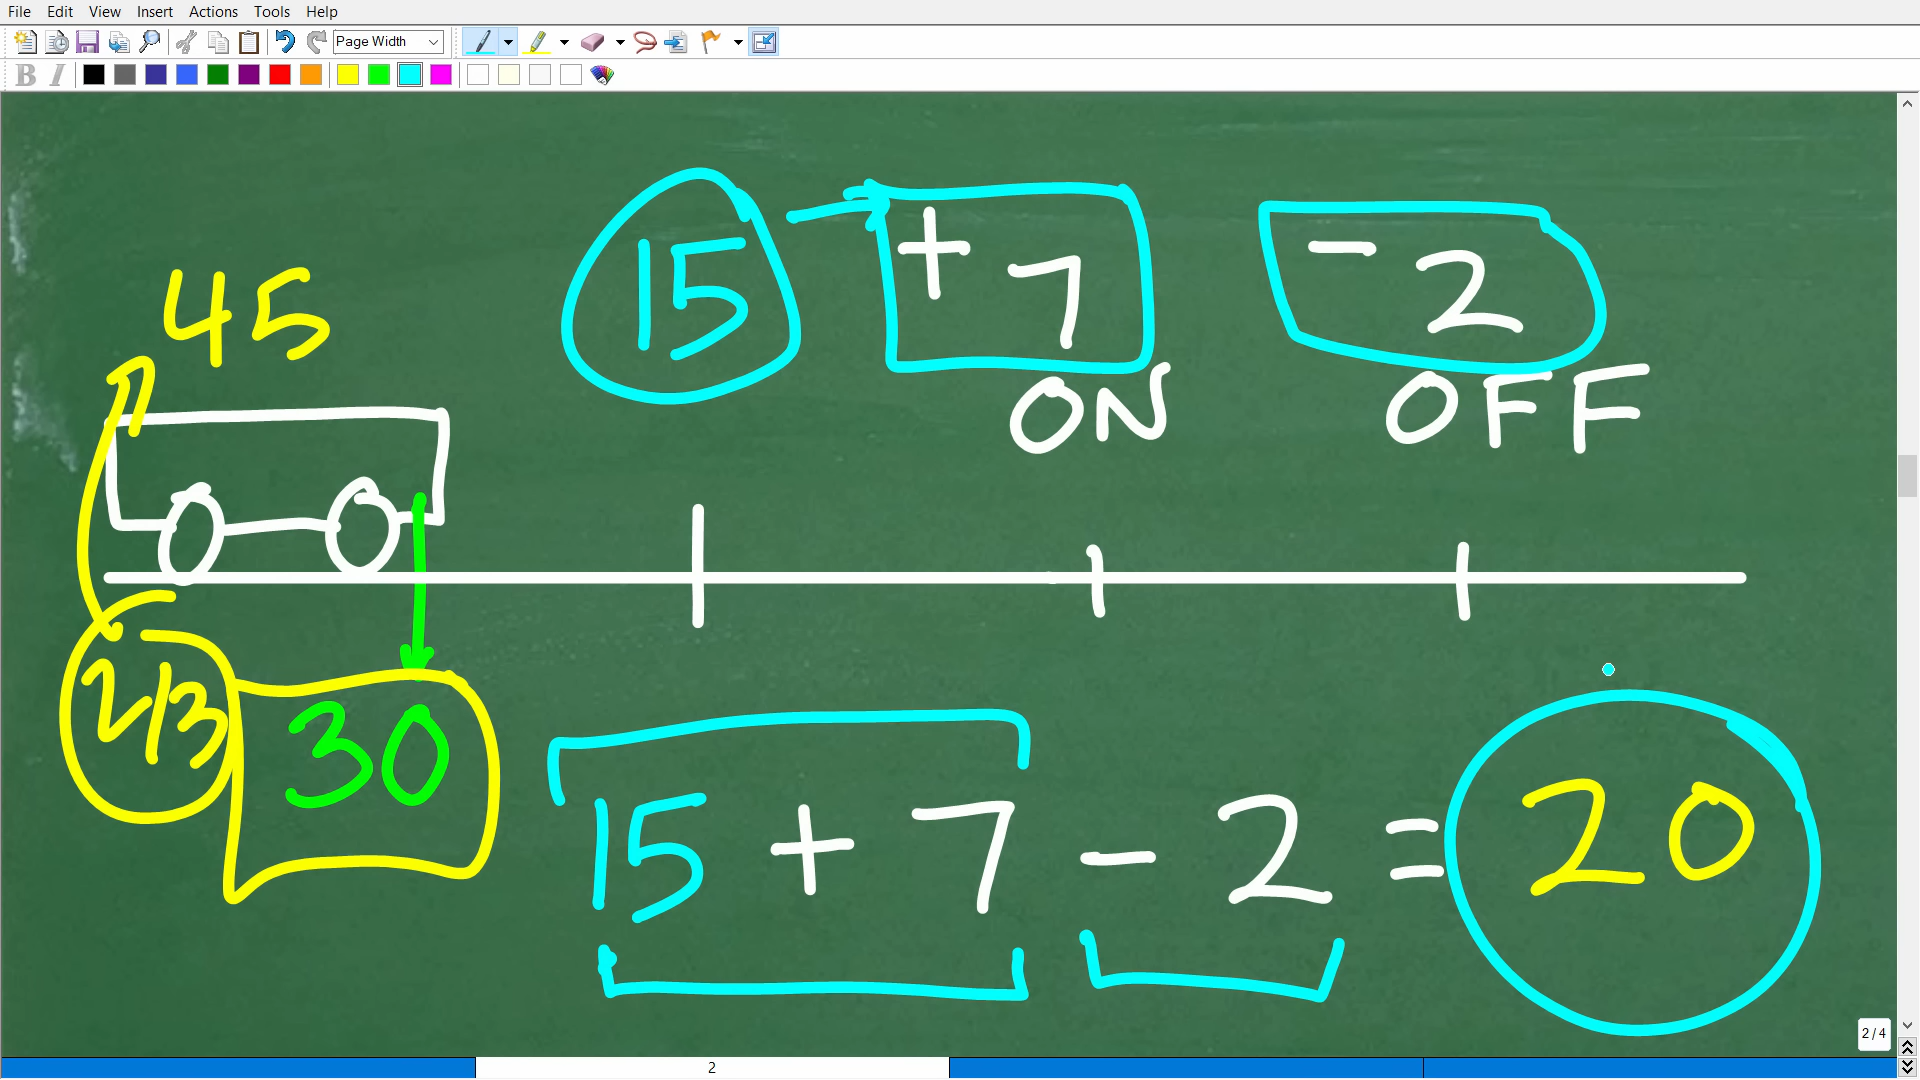 File Edit View Insert Actions Tools Help
Page Width
B I
15 + 7 - 2
45
ON OFF
2/3 30
15 + 7 - 2 = 20
2 / 4
2